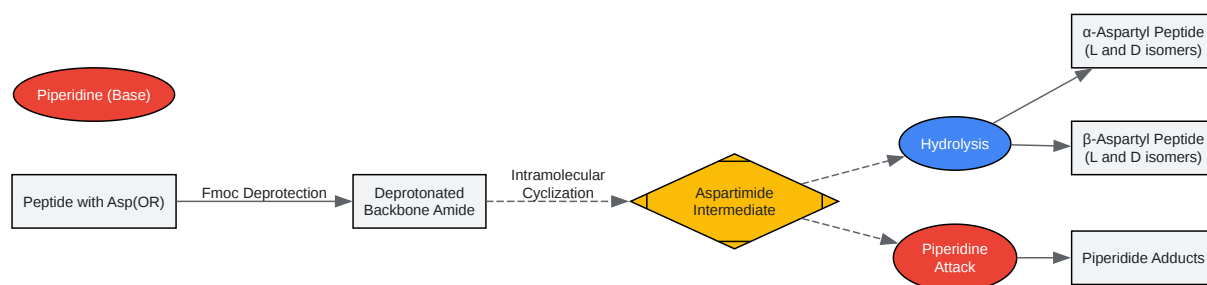 Piperidine (Base)
Peptide with Asp(OR)
Fmoc Deprotection
Deprotonated
Backbone Amide
Intramolecular
Cyclization
Aspartimide
Intermediate
Hydrolysis
α-Aspartyl Peptide
(L and D isomers)
β-Aspartyl Peptide
(L and D isomers)
Piperidine
Attack
Piperidide Adducts